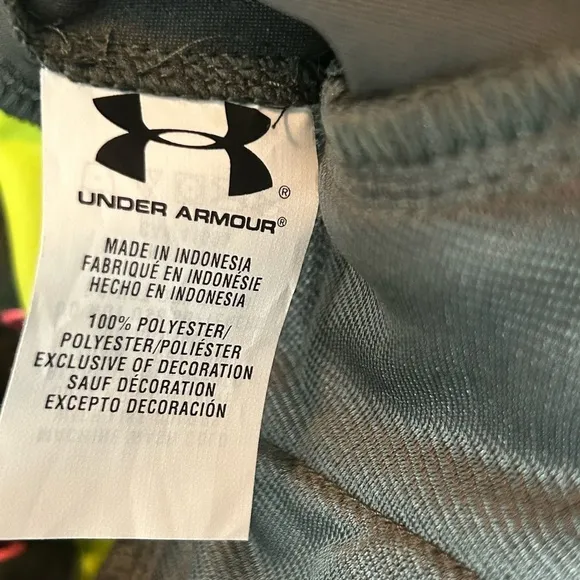 UNDER ARMOUR®
MADE IN INDONESIA
FABRIQUÉ EN INDONÉSIE
HECHO EN INDONESIA
100% POLYESTER/
POLYESTER/POLIÉSTER
EXCLUSIVE OF DECORATION
SAUF DÉCORATION
EXCEPTO DECORACIÓN